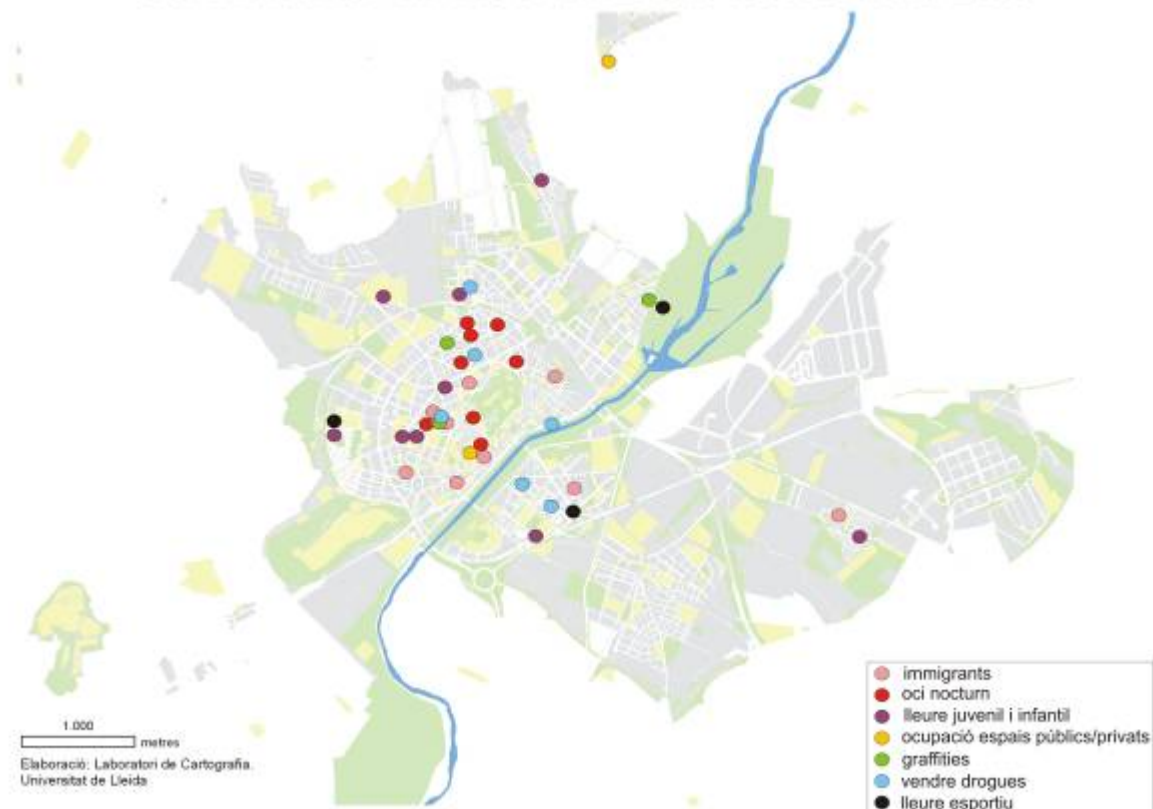 immigrants
oci nocturn
lleure juvenil i infantil
ocupació espais públics/privats
graffities
vendre drogues
lleure esportiu
1.000
metres
Elaboració: Laboratori de Cartografia.
Universitat de Lleida